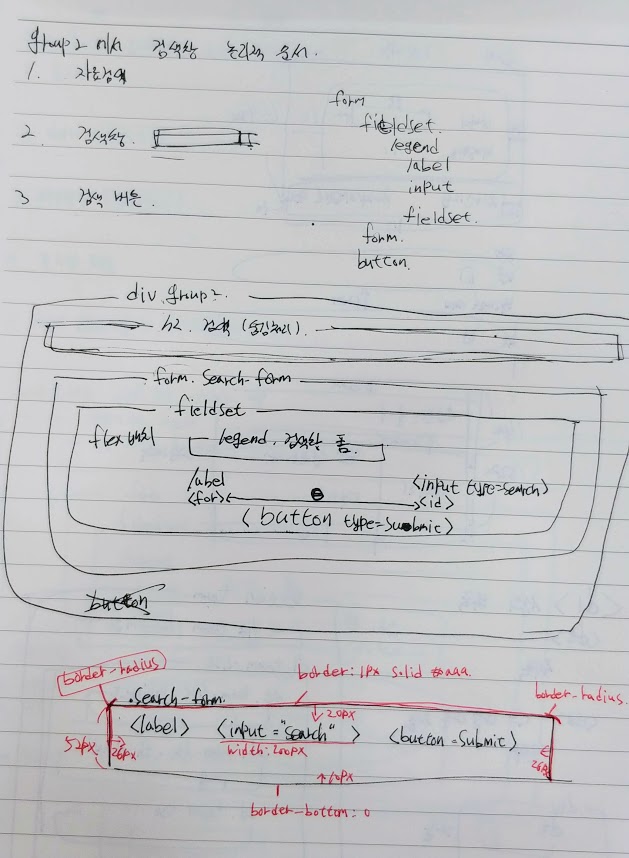 group2 에서 검색창 논리적 순서.
1. 자료검색
2. 검색창.
3 검색 버튼.
form
fieldset.
legend
label
input
fieldset.
form.
button.
div.group2.
h2. 검색 (숨김처리).
form. Search-form
fieldset
flex배치
legend. 검색창 폼.
label
<input type=search>
<for>
<id>
<button type=Submit>
button
border-radius
border: 1px solid #aaa.
border-radius.
.Search-form.
20px
<label> <input="search"> <button=Submit>
width: 200px
52px
26px
26px
10px
border-bottom: 0